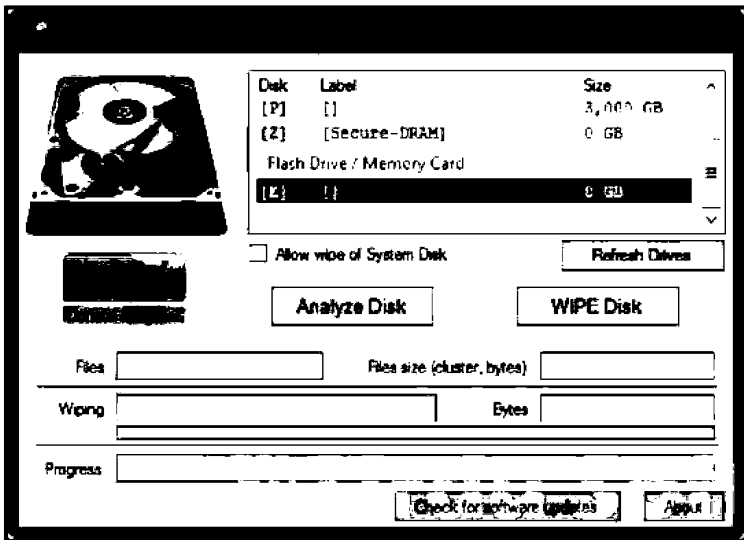 Disk Label Size
[P] [] 3,000 GB
[Z] [Secure-DRAM] 0 GB
Flash Drive / Memory Card
[K] [] 0 GB
Allow wipe of System Disk
Refresh Drives
Analyze Disk WIPE Disk
Files Files size (cluster, bytes)
Wiping Bytes
Progress
Check for software updates About